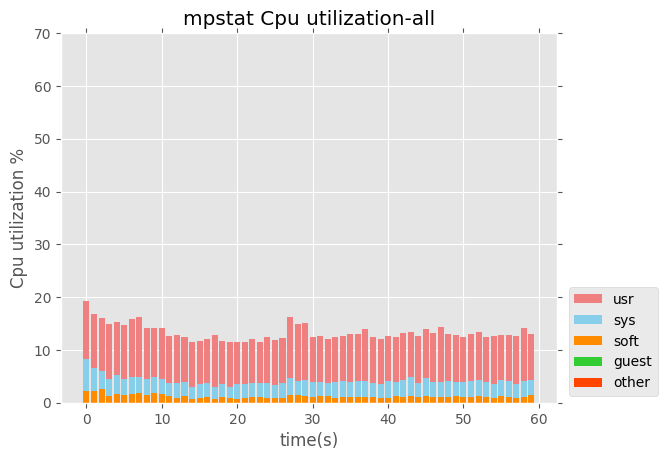 mpstat Cpu utilization-all
70
60
50
40
30
20
10
0
Cpu utilization %
0 10 20 30 40 50 60
time(s)
usr
sys
soft
guest
other